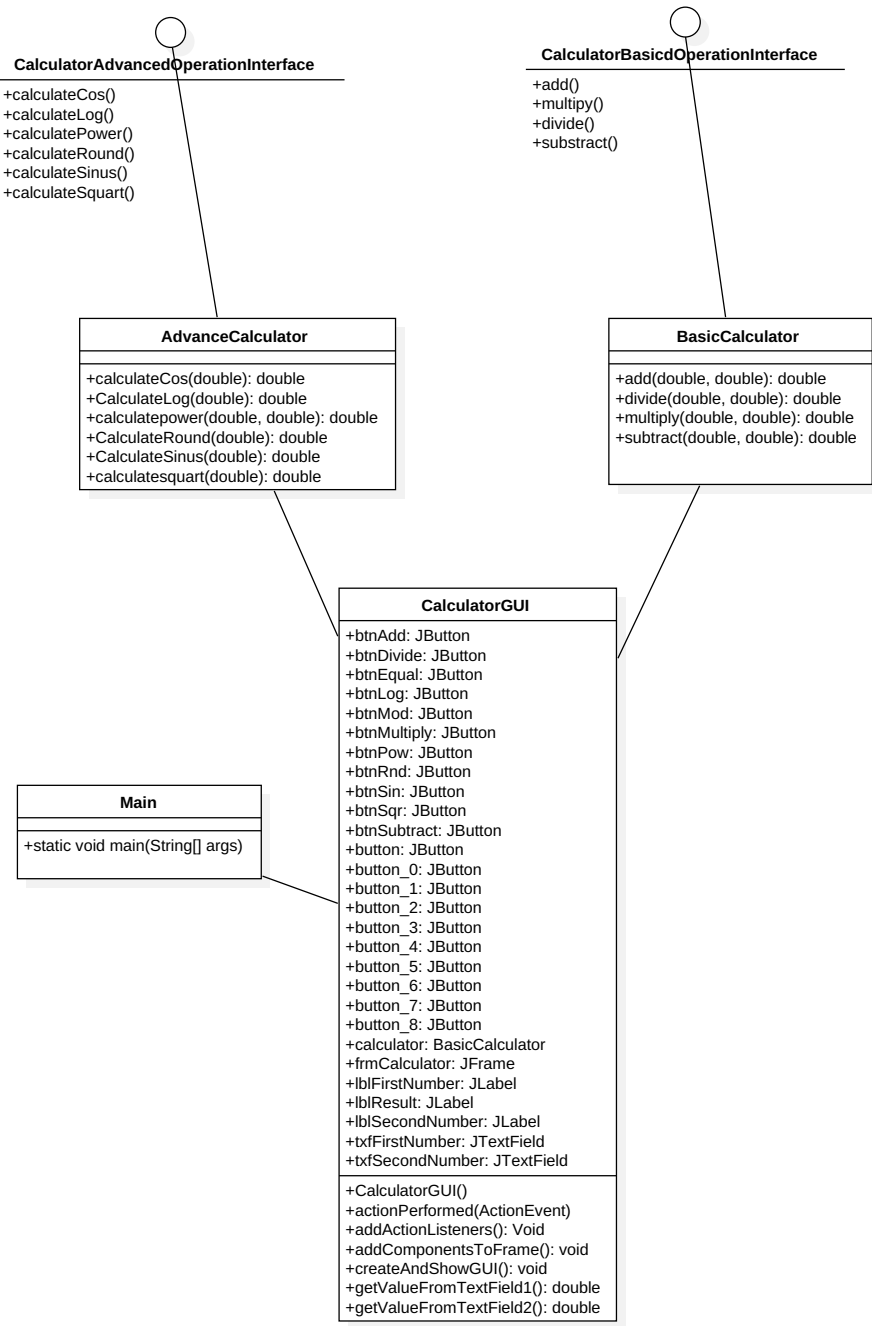 CalculatorAdvancedOperationInterface
+calculateCos()
+calculateLog()
+calculatePower()
+calculateRound()
+calculateSinus()
+calculateSquart()
CalculatorBasicdOperationInterface
+add()
+multipy()
+divide()
+substract()
AdvanceCalculator
+calculateCos(double): double
+CalculateLog(double): double
+calculatepower(double, double): double
+CalculateRound(double): double
+CalculateSinus(double): double
+calculatesquart(double): double
BasicCalculator
+add(double, double): double
+divide(double, double): double
+multiply(double, double): double
+subtract(double, double): double
CalculatorGUI
+btnAdd: JButton
+btnDivide: JButton
+btnEqual: JButton
+btnLog: JButton
+btnMod: JButton
+btnMultiply: JButton
+btnPow: JButton
+btnRnd: JButton
+btnSin: JButton
+btnSqr: JButton
+btnSubtract: JButton
+button: JButton
+button_0: JButton
+button_1: JButton
+button_2: JButton
+button_3: JButton
+button_4: JButton
+button_5: JButton
+button_6: JButton
+button_7: JButton
+button_8: JButton
+calculator: BasicCalculator
+frmCalculator: JFrame
+lblFirstNumber: JLabel
+lblResult: JLabel
+lblSecondNumber: JLabel
+txfFirstNumber: JTextField
+txfSecondNumber: JTextField
+CalculatorGUI()
+actionPerformed(ActionEvent)
+addActionListeners(): Void
+addComponentsToFrame(): void
+createAndShowGUI(): void
+getValueFromTextField1(): double
+getValueFromTextField2(): double
Main
+static void main(String[] args)